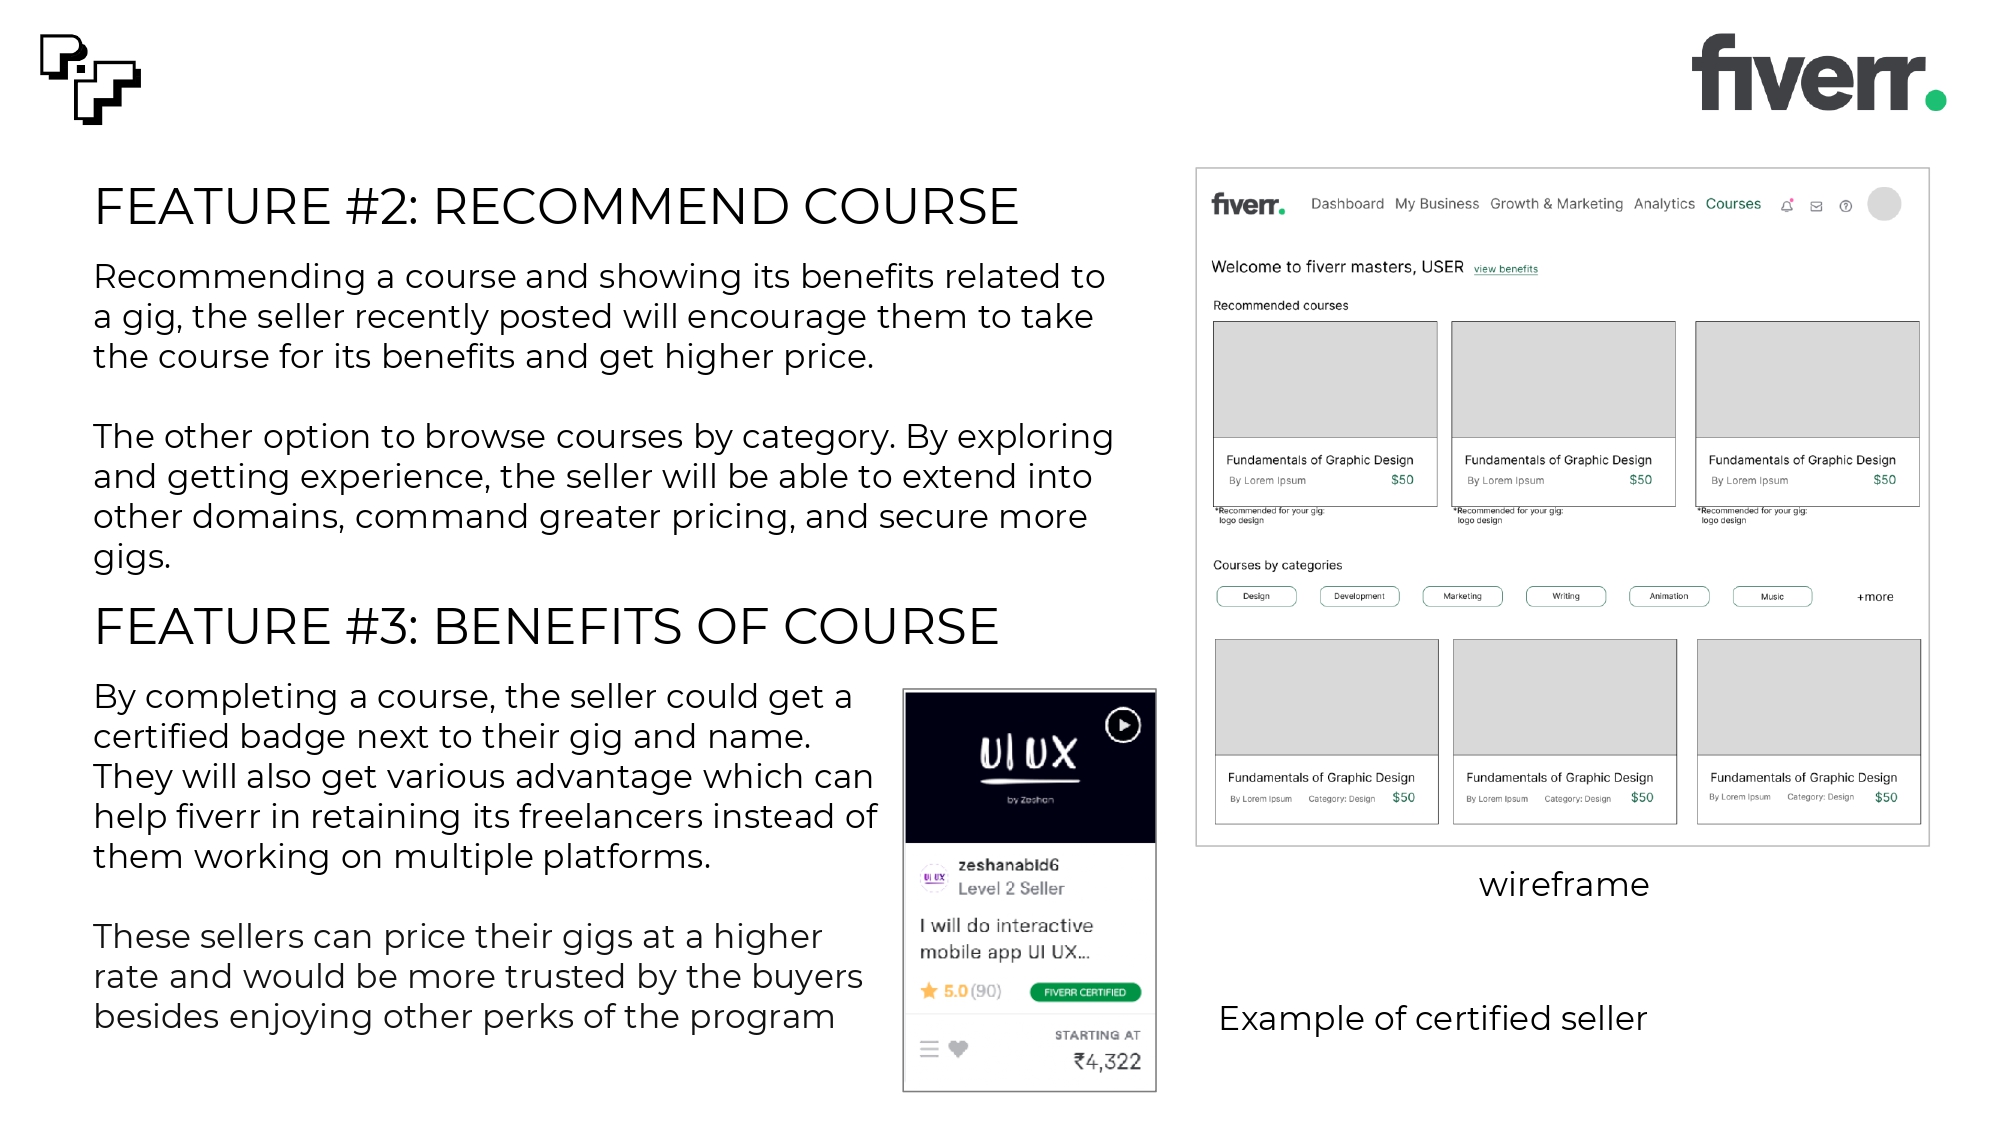 fiverr.
FEATURE #2: RECOMMEND COURSE
Recommending a course and showing its benefits related to
a gig, the seller recently posted will encourage them to take
the course for its benefits and get higher price.
The other option to browse courses by category. By exploring
and getting experience, the seller will be able to extend into
other domains, command greater pricing, and secure more
gigs.
FEATURE #3: BENEFITS OF COURSE
By completing a course, the seller could get a
certified badge next to their gig and name.
They will also get various advantage which can
help fiverr in retaining its freelancers instead of
them working on multiple platforms.
These sellers can price their gigs at a higher
rate and would be more trusted by the buyers
besides enjoying other perks of the program
UI UX
by Zeshan
UI UX
zeshanabld6
Level 2 Seller
I will do interactive
mobile app UI UX...
5.0 (90)
FIVERR CERTIFIED
STARTING AT
₹4,322
fiverr. Dashboard My Business Growth & Marketing Analytics Courses
Welcome to fiverr masters, USER view benefits
Recommended courses
Fundamentals of Graphic Design Fundamentals of Graphic Design Fundamentals of Graphic Design
By Lorem Ipsum $50 By Lorem Ipsum $50 By Lorem Ipsum $50
*Recommended for your gig: *Recommended for your gig: *Recommended for your gig:
logo design logo design logo design
Courses by categories
Design Development Marketing Writing Animation Music +more
Fundamentals of Graphic Design Fundamentals of Graphic Design Fundamentals of Graphic Design
By Lorem Ipsum Category: Design $50 By Lorem Ipsum Category: Design $50 By Lorem Ipsum Category: Design $50
wireframe
Example of certified seller